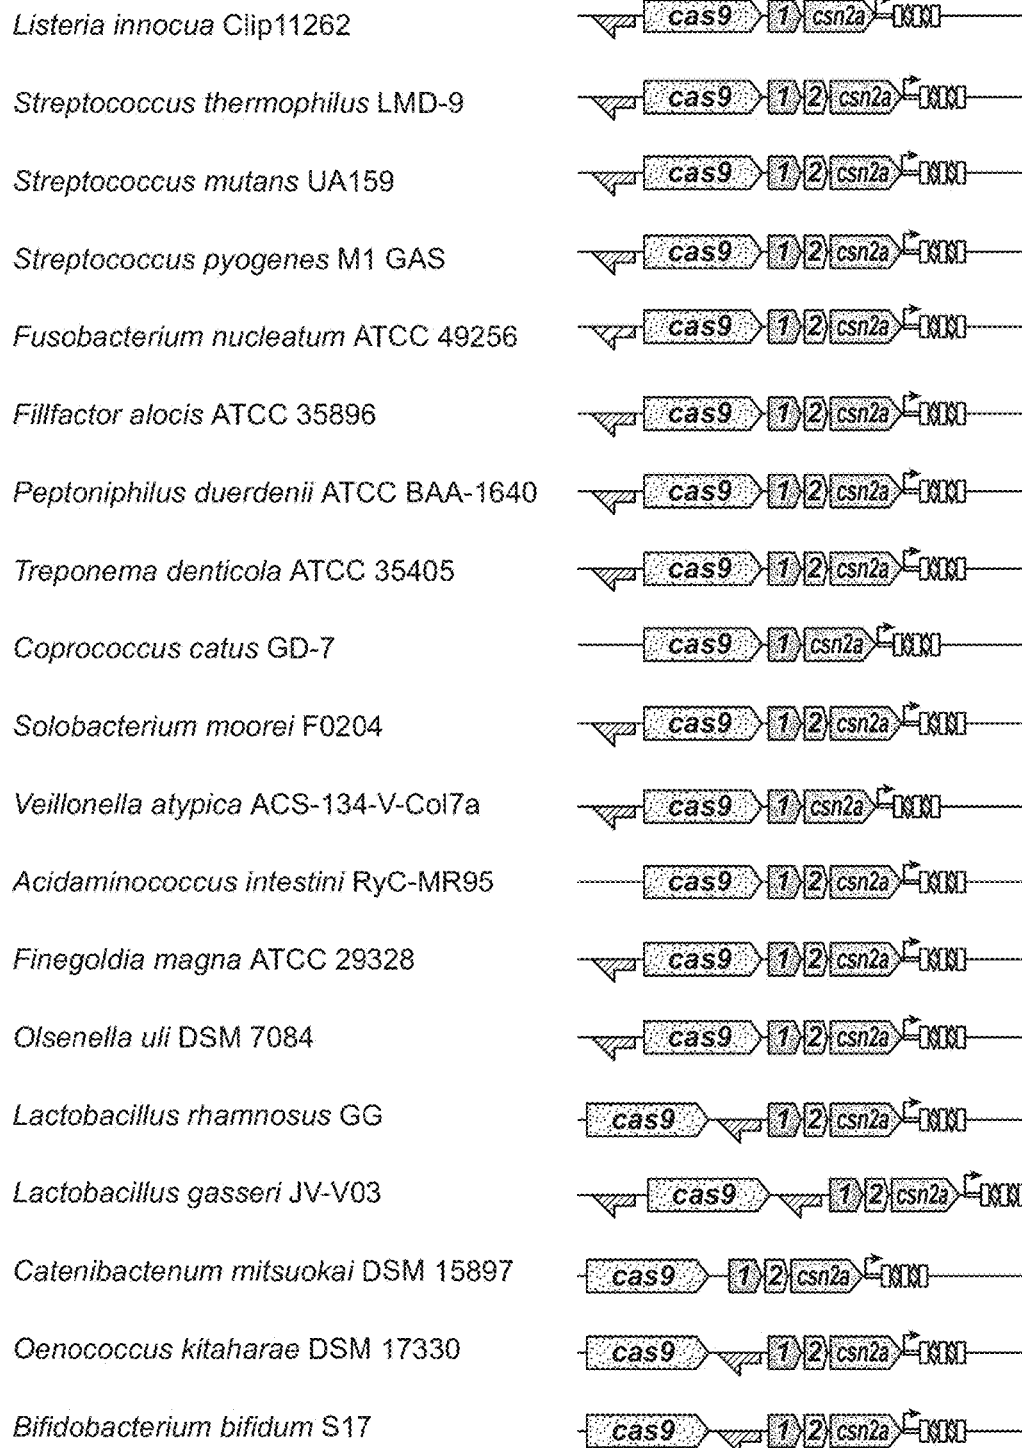 Listeria innocua Clip11262 cas9 1 csn2a
Streptococcus thermophilus LMD-9 cas9 1 2 csn2a
Streptococcus mutans UA159 cas9 1 2 csn2a
Streptococcus pyogenes M1 GAS cas9 1 2 csn2a
Fusobacterium nucleatum ATCC 49256 cas9 1 2 csn2a
Fillfactor alocis ATCC 35896 cas9 1 2 csn2a
Peptoniphilus duerdenii ATCC BAA-1640 cas9 1 2 csn2a
Treponema denticola ATCC 35405 cas9 1 2 csn2a
Coprococcus catus GD-7 cas9 1 csn2a
Solobacterium moorei F0204 cas9 1 2 csn2a
Veillonella atypica ACS-134-V-Col7a cas9 1 csn2a
Acidaminococcus intestini RyC-MR95 cas9 1 2 csn2a
Finegoldia magna ATCC 29328 cas9 1 2 csn2a
Olsenella uli DSM 7084 cas9 1 2 csn2a
Lactobacillus rhamnosus GG cas9 1 2 csn2a
Lactobacillus gasseri JV-V03 cas9 1 2 csn2a
Catenibactenum mitsuokai DSM 15897 cas9 1 2 csn2a
Oenococcus kitaharae DSM 17330 cas9 1 2 csn2a
Bifidobacterium bifidum S17 cas9 1 2 csn2a